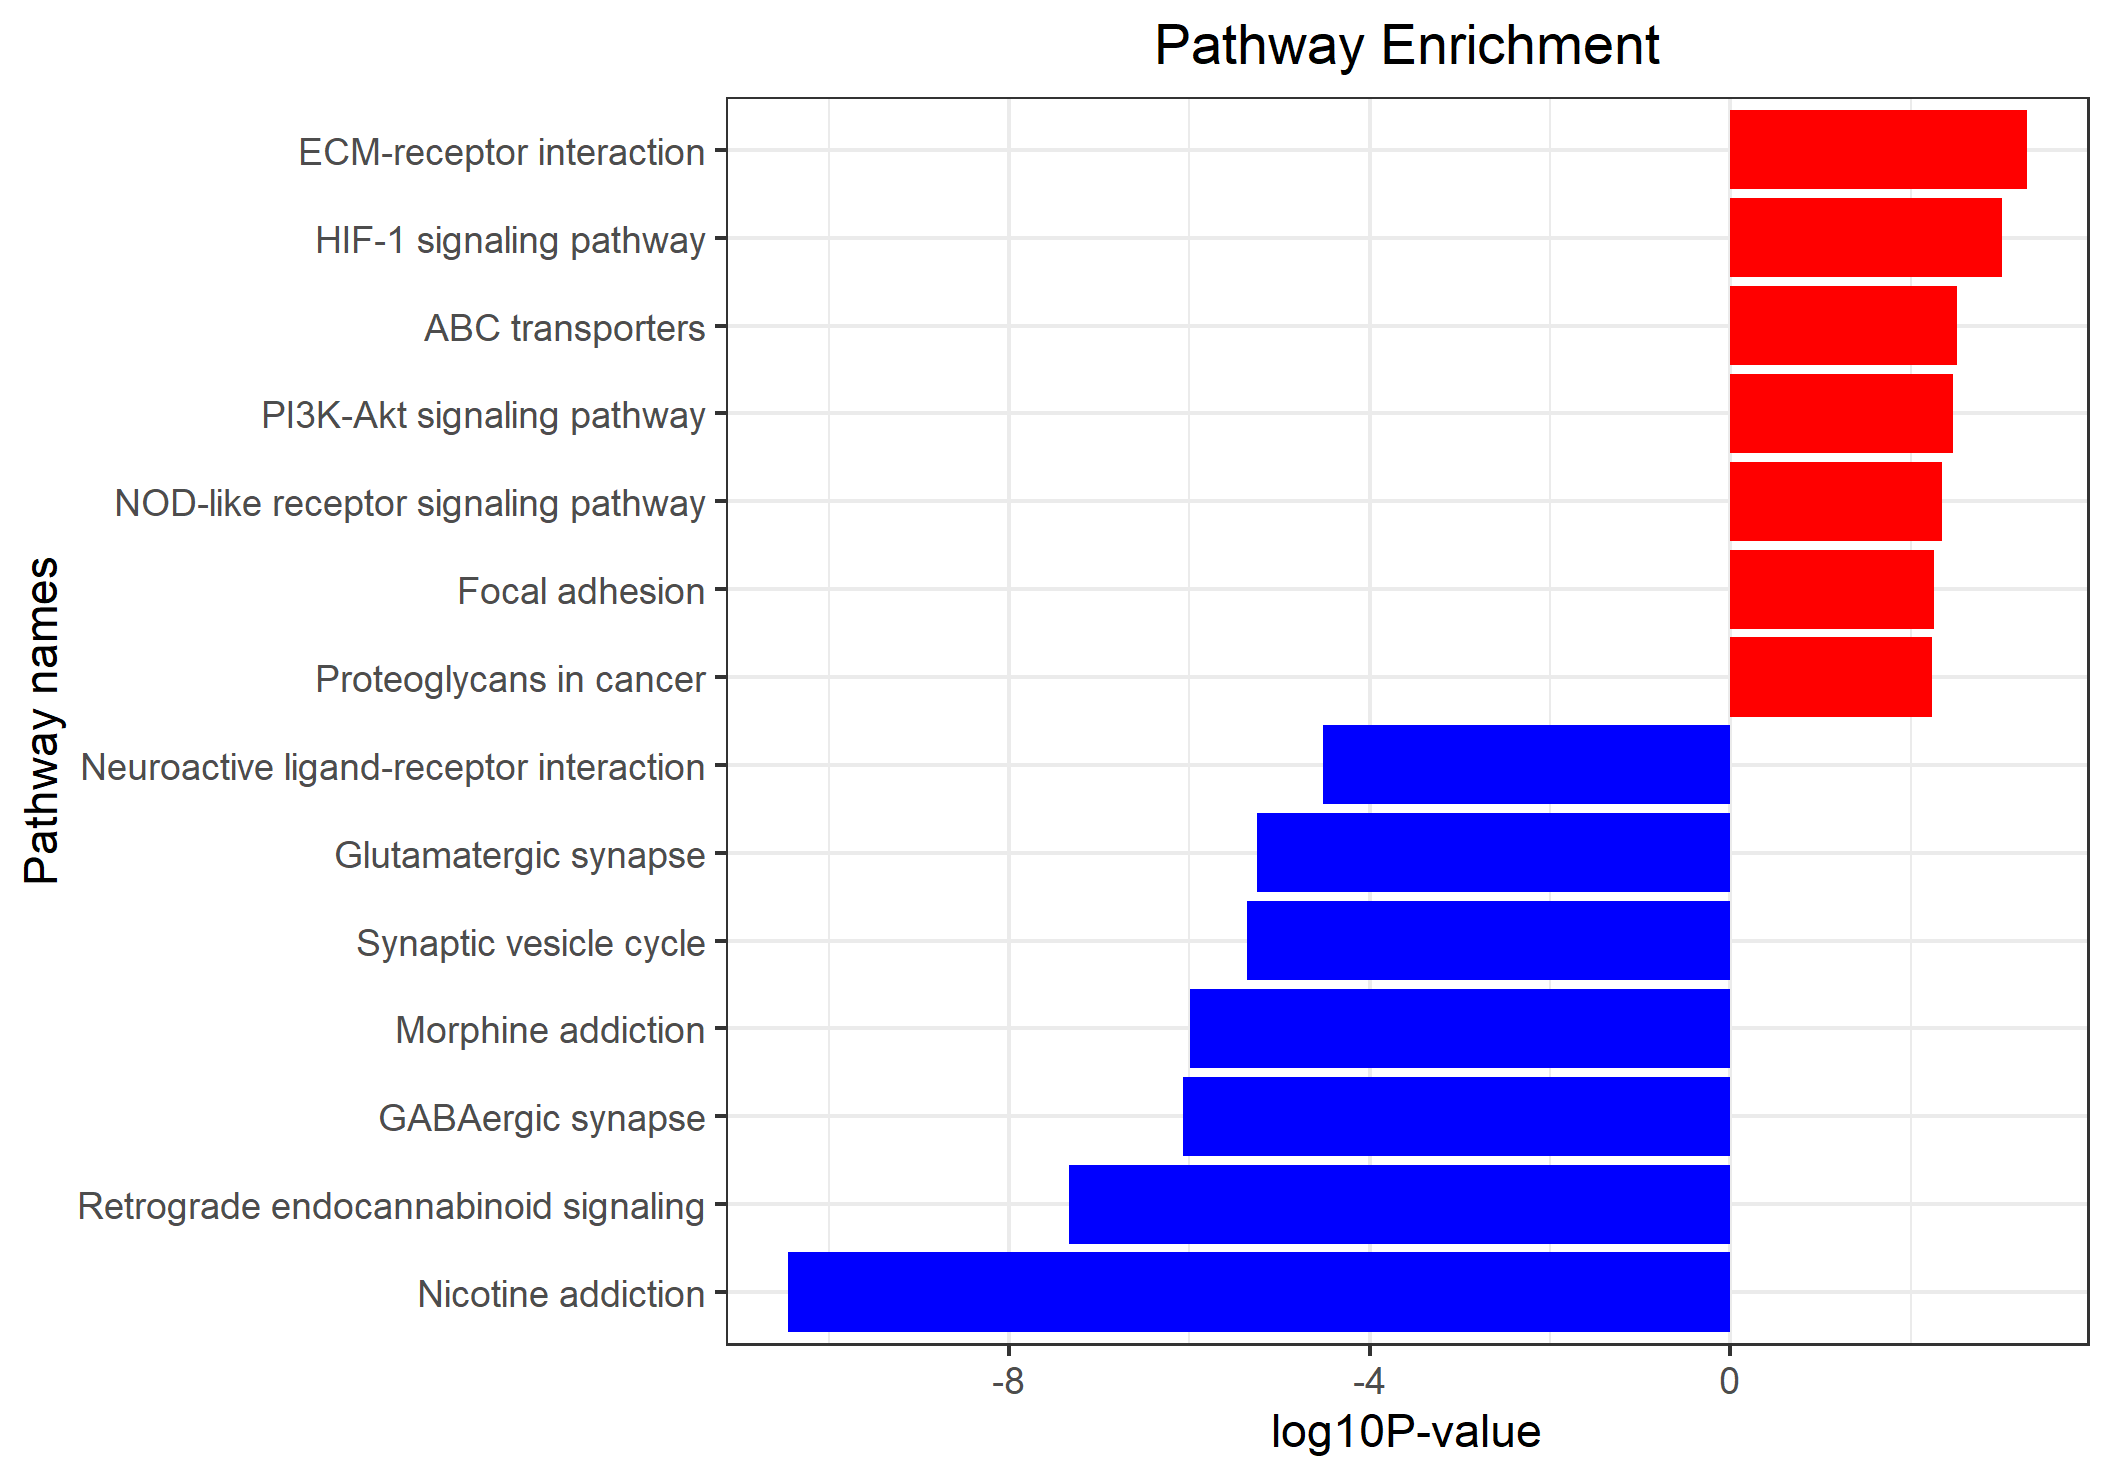 Pathway Enrichment
Pathway names
ECM-receptor interaction
HIF-1 signaling pathway
ABC transporters
PI3K-Akt signaling pathway
NOD-like receptor signaling pathway
Focal adhesion
Proteoglycans in cancer
Neuroactive ligand-receptor interaction
Glutamatergic synapse
Synaptic vesicle cycle
Morphine addiction
GABAergic synapse
Retrograde endocannabinoid signaling
Nicotine addiction
-8 -4 0
log10P-value